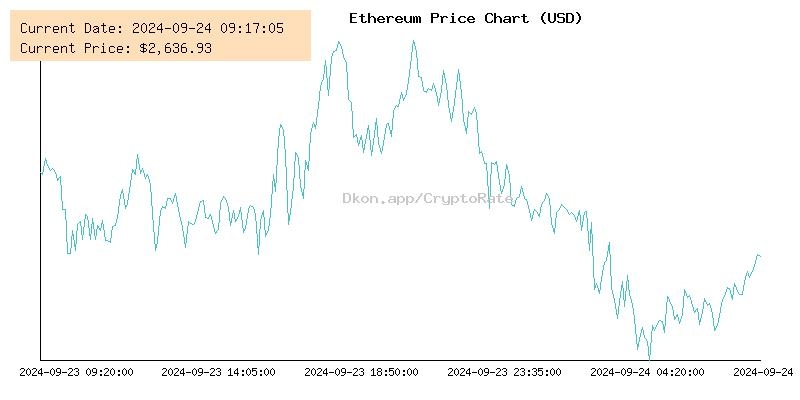 Ethereum Price Chart (USD)
Current Date: 2024-09-24 09:17:05
Current Price: $2,636.93
Dkon.app/CryptoRate
2024-09-23 09:20:00 2024-09-23 14:05:00 2024-09-23 18:50:00 2024-09-23 23:35:00 2024-09-24 04:20:00 2024-09-24